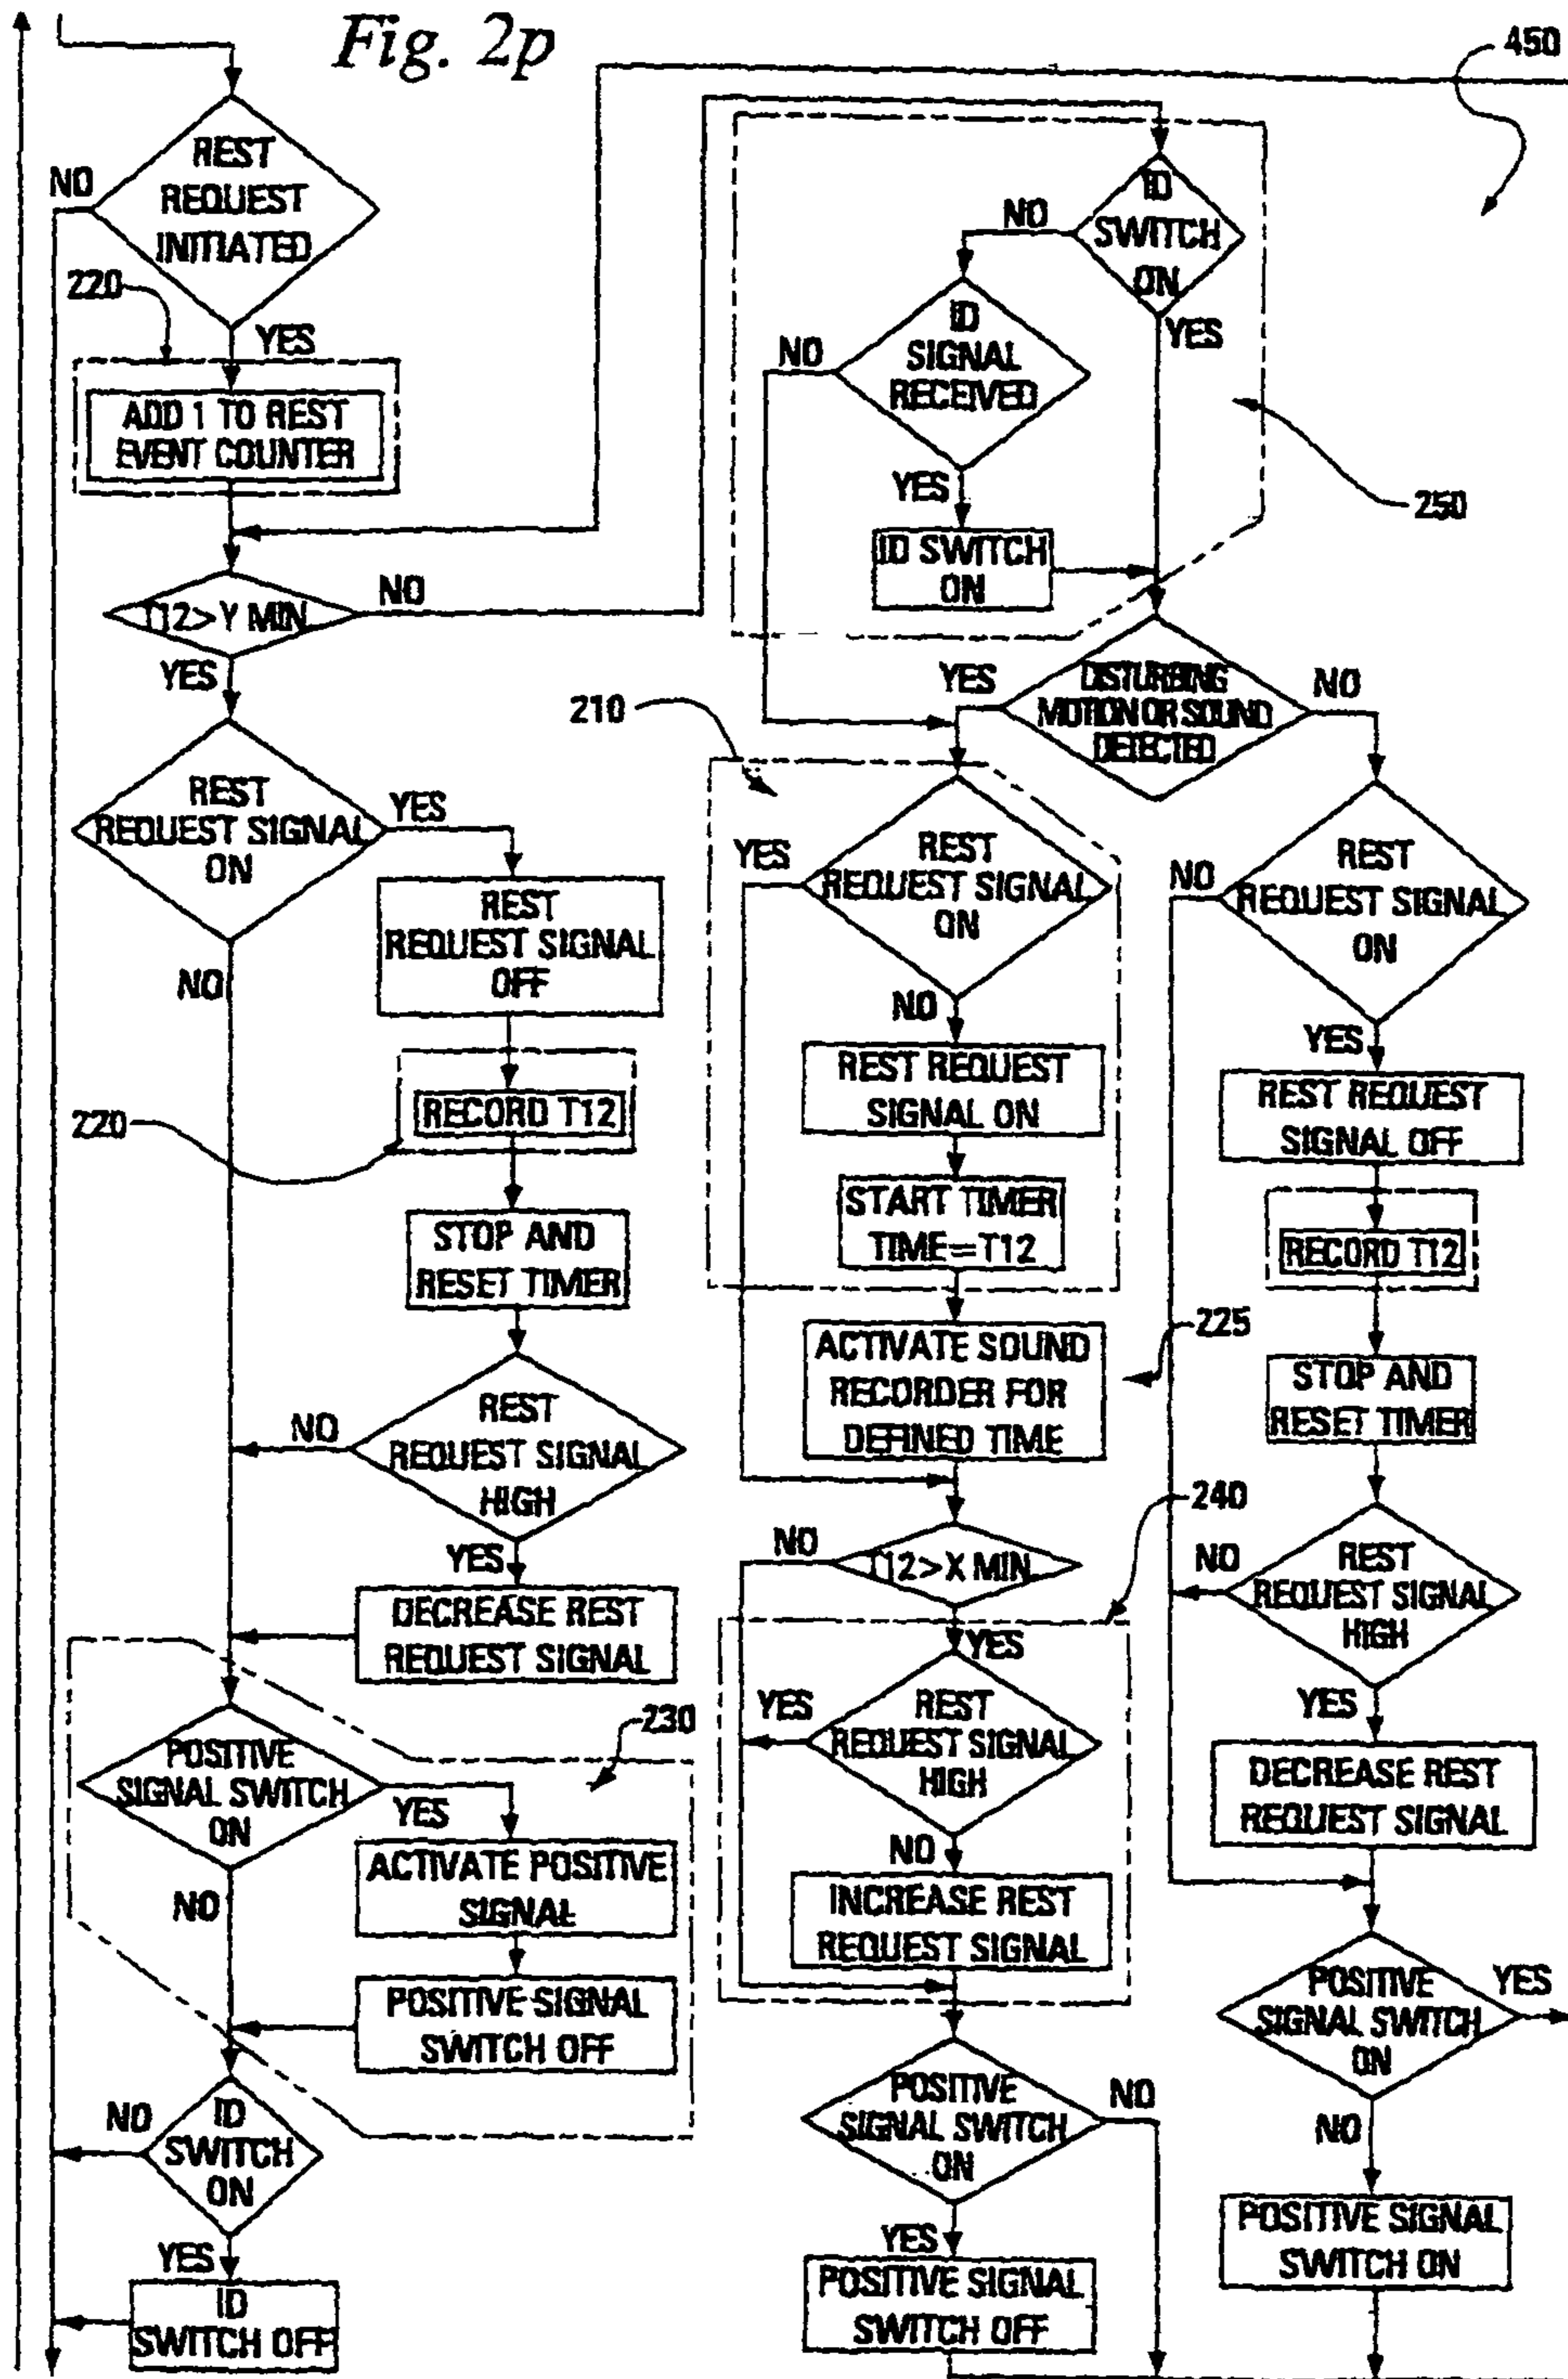 Fig. 2p
450
REST
REQUEST
INITIATED
NO
YES
220
ADD 1 TO REST
EVENT COUNTER
T12>Y MIN.
NO
YES
REST
REQUEST SIGNAL
ON
YES
NO
REST
REQUEST SIGNAL
OFF
220
RECORD T12
STOP AND
RESET TIMER
REST
REQUEST SIGNAL
HIGH
NO
YES
DECREASE REST
REQUEST SIGNAL
230
POSITIVE
SIGNAL SWITCH
ON
YES
NO
ACTIVATE POSITIVE
SIGNAL
POSITIVE SIGNAL
SWITCH OFF
ID
SWITCH
ON
NO
YES
ID
SWITCH OFF
ID
SWITCH
ON
NO
YES
ID
SIGNAL
RECEIVED
NO
YES
ID SWITCH
ON
250
DISTURBING
MOTION OR SOUND
DETECTED
YES
NO
210
REST
REQUEST SIGNAL
ON
YES
NO
REST REQUEST
SIGNAL ON
START TIMER
TIME=T12
ACTIVATE SOUND
RECORDER FOR
DEFINED TIME
225
T12>X MIN.
NO
YES
240
REST
REQUEST SIGNAL
HIGH
YES
NO
INCREASE REST
REQUEST SIGNAL
POSITIVE
SIGNAL SWITCH
ON
NO
YES
POSITIVE SIGNAL
SWITCH OFF
REST
REQUEST SIGNAL
ON
NO
YES
REST REQUEST
SIGNAL OFF
RECORD T12
STOP AND
RESET TIMER
REST
REQUEST SIGNAL
HIGH
NO
YES
DECREASE REST
REQUEST SIGNAL
POSITIVE
SIGNAL SWITCH
ON
YES
NO
POSITIVE SIGNAL
SWITCH ON